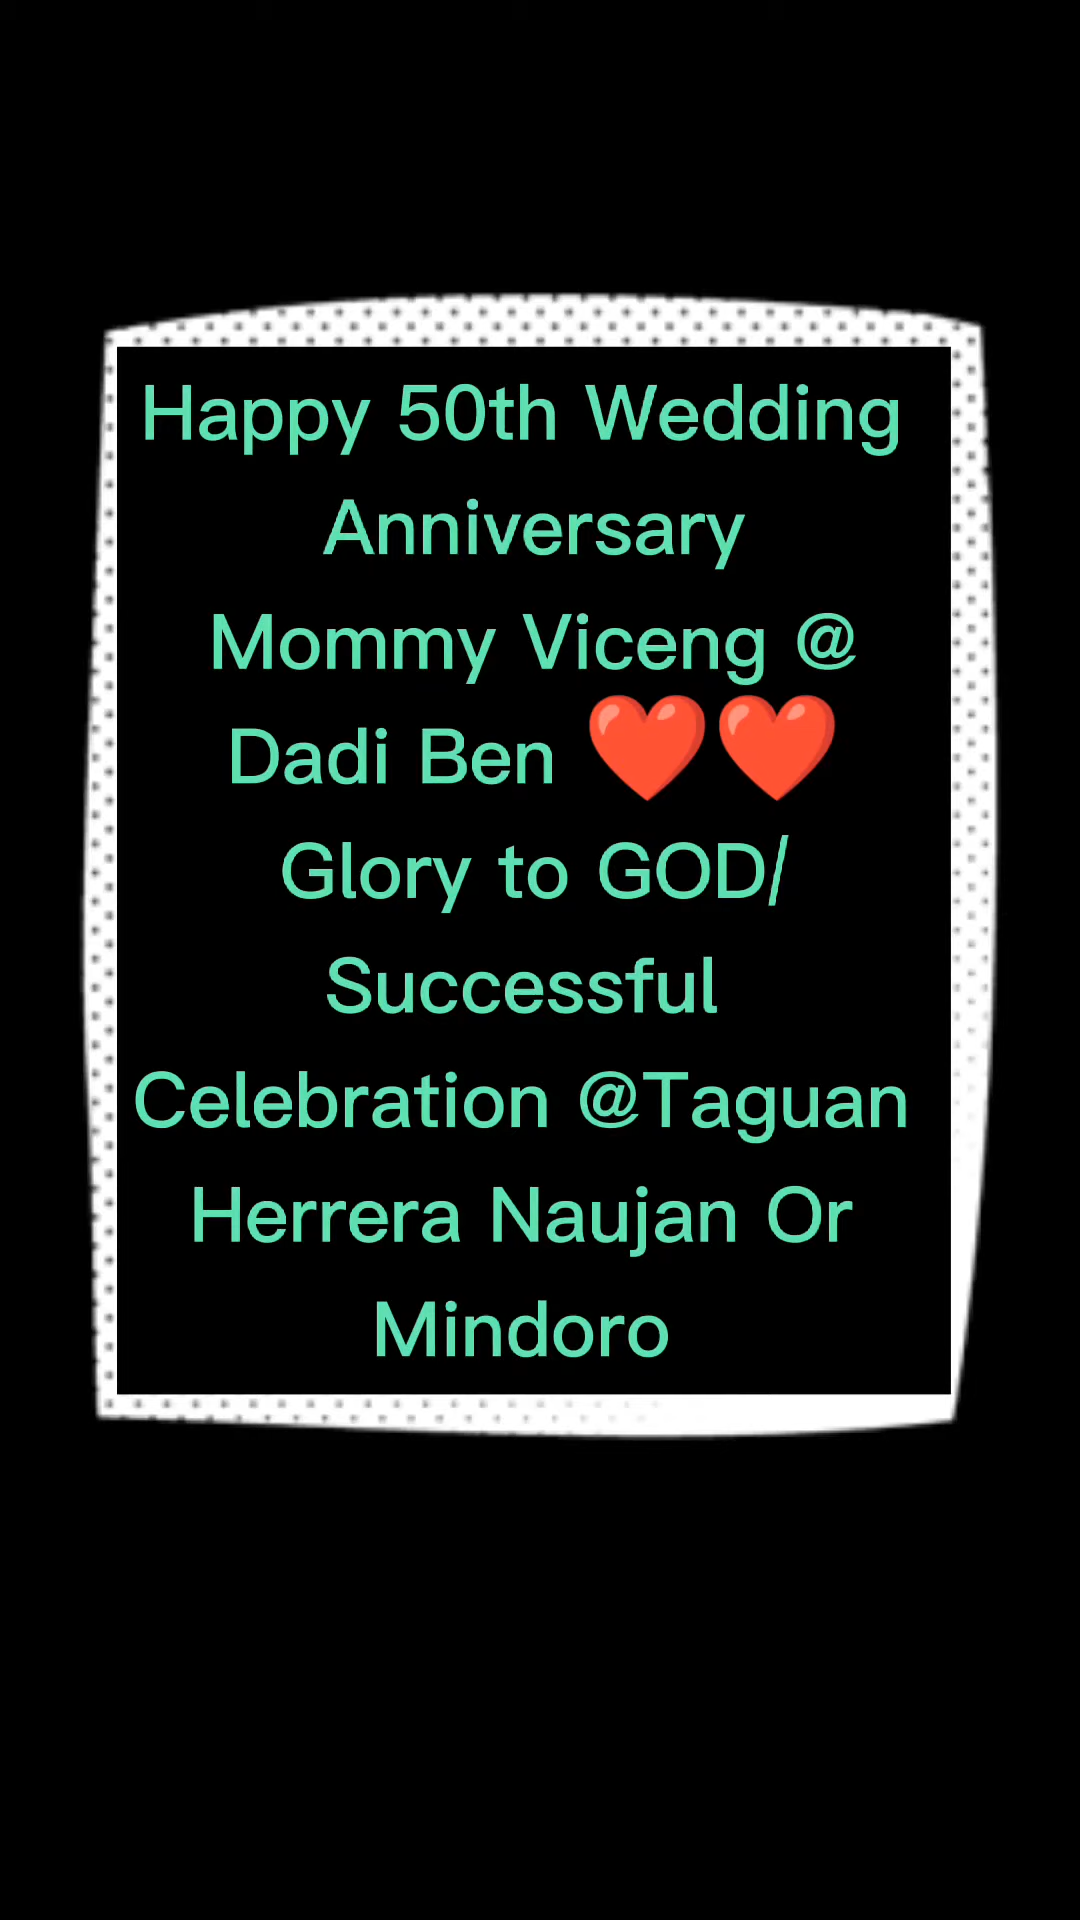 Happy 50th Wedding
Anniversary
Mommy Viceng @
Dadi Ben ❤️❤️
Glory to GOD/
Successful
Celebration @Taguan
Herrera Naujan Or
Mindoro